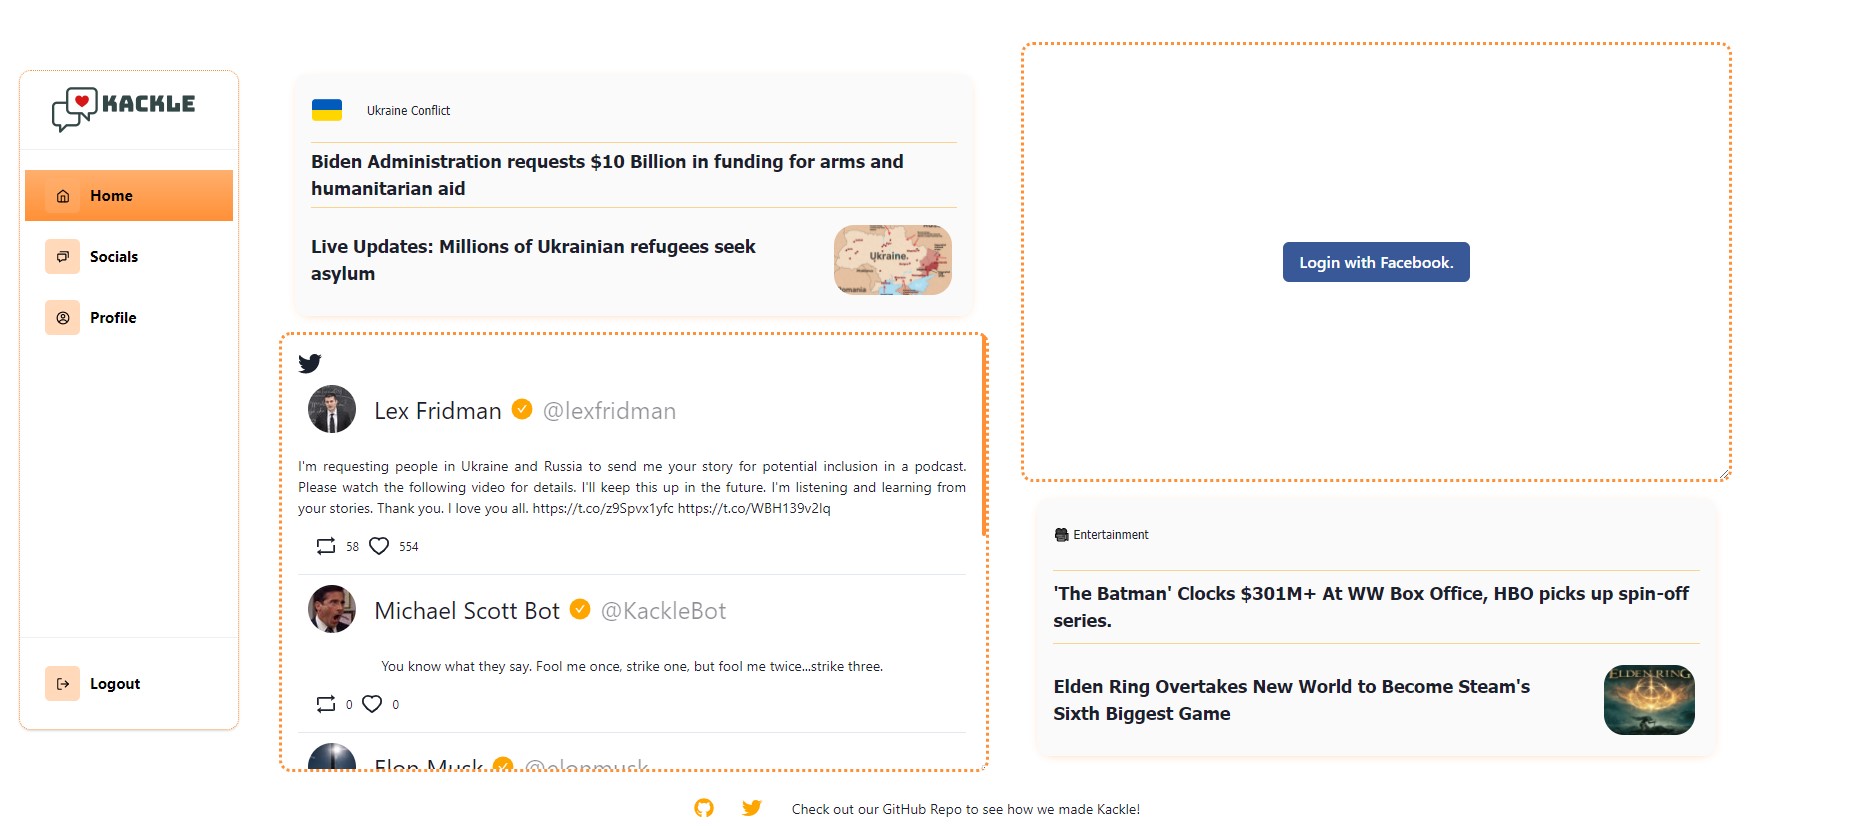 KACKLE
Home
Socials
Profile
Logout
Ukraine Conflict
Biden Administration requests $10 Billion in funding for arms and
humanitarian aid
Live Updates: Millions of Ukrainian refugees seek
asylum
Ukraine.
Lex Fridman @lexfridman
I'm requesting people in Ukraine and Russia to send me your story for potential inclusion in a podcast.
Please watch the following video for details. I'll keep this up in the future. I'm listening and learning from
your stories. Thank you. I love you all. https://t.co/z9Spvx1yfc https://t.co/WBH139v2Iq
58 554
Michael Scott Bot @KackleBot
You know what they say. Fool me once, strike one, but fool me twice...strike three.
0 0
Elon Musk @elonmusk
Login with Facebook.
Entertainment
'The Batman' Clocks $301M+ At WW Box Office, HBO picks up spin-off
series.
Elden Ring Overtakes New World to Become Steam's
Sixth Biggest Game
ELDEN RING
Check out our GitHub Repo to see how we made Kackle!